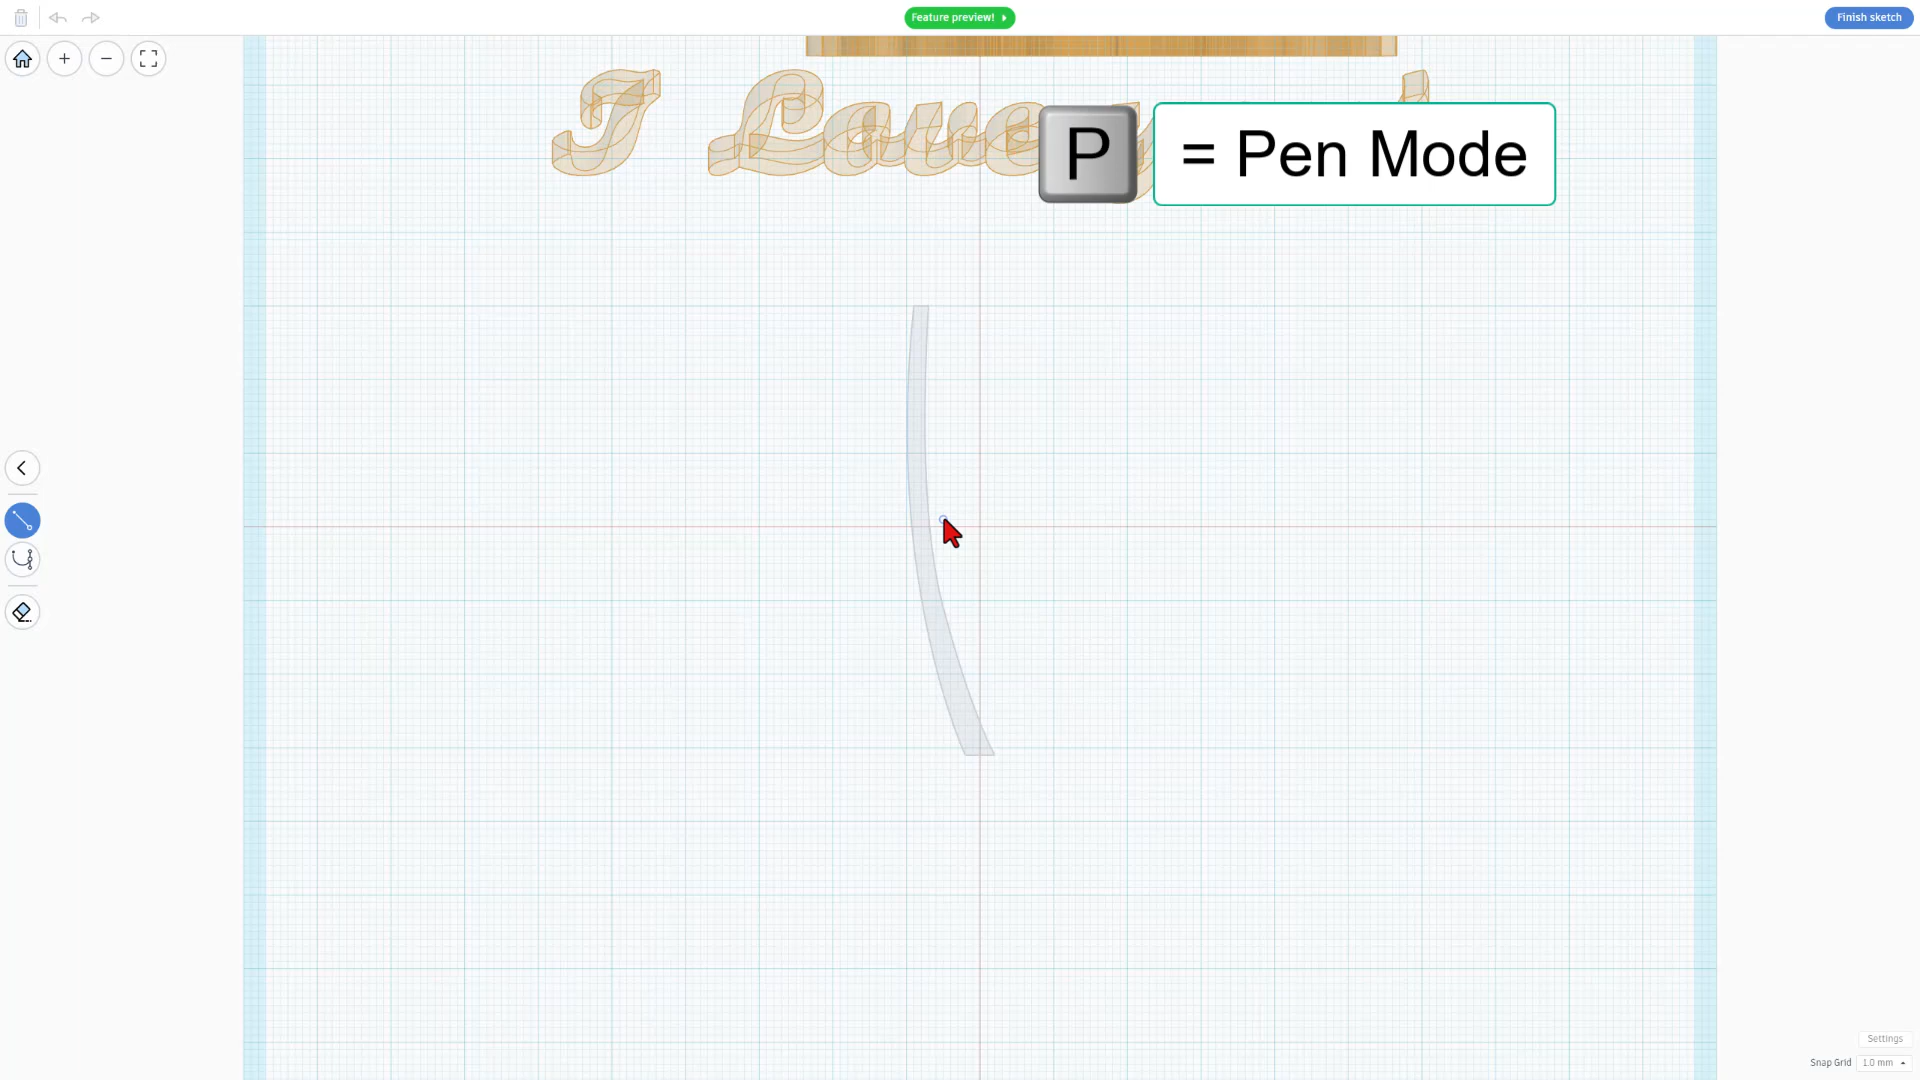 Feature preview!
Finish sketch
I Love
P
= Pen Mode
Settings
Snap Grid 1.0 mm